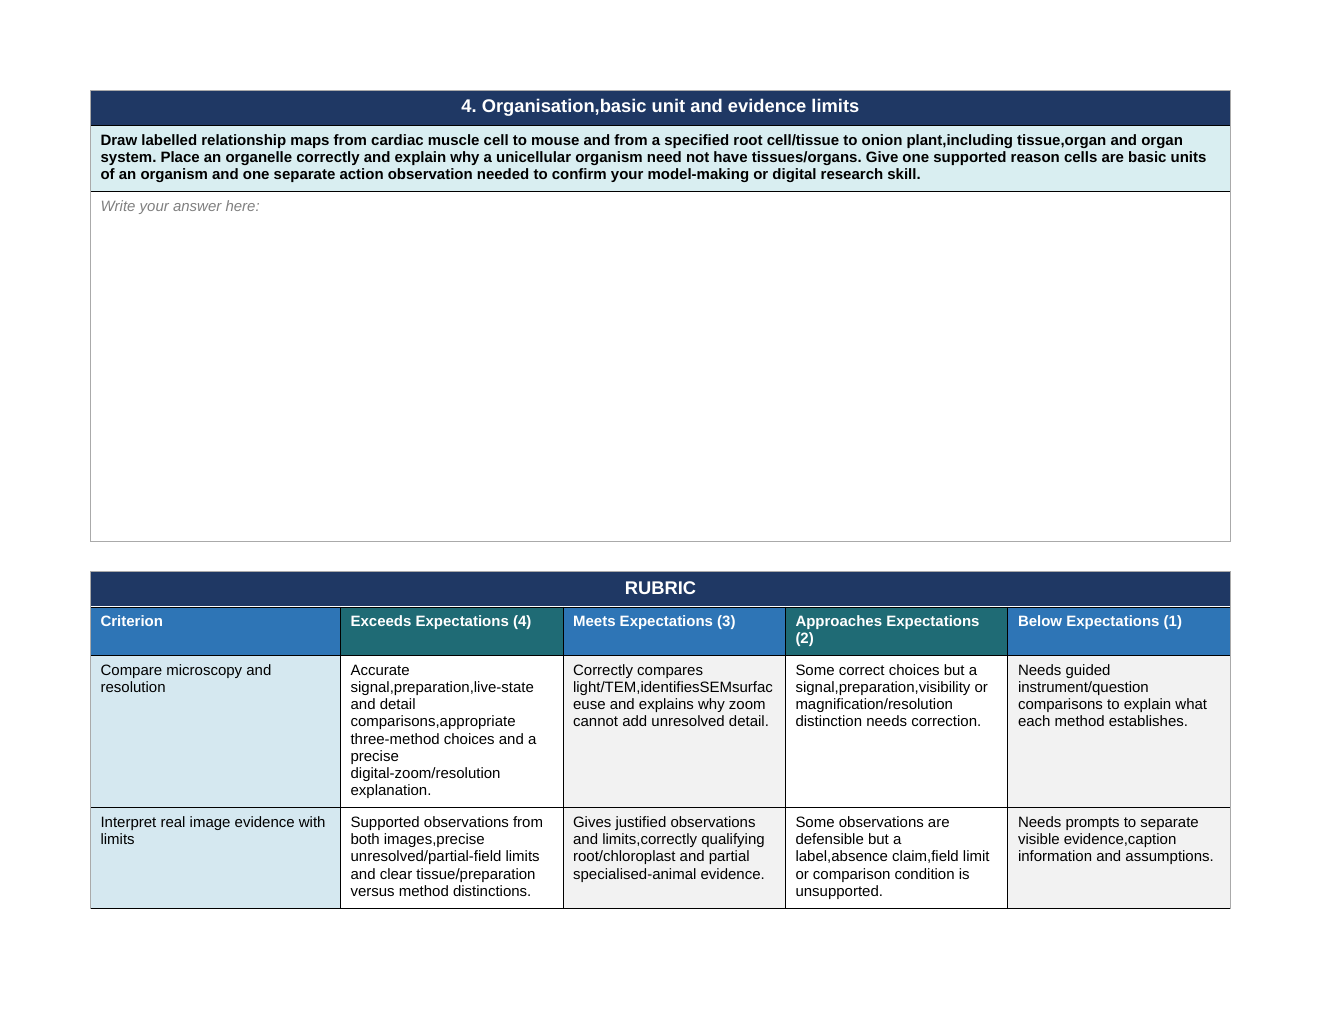 4. Organisation,basic unit and evidence limits
Draw labelled relationship maps from cardiac muscle cell to mouse and from a specified root cell/tissue to onion plant,including tissue,organ and organ
system. Place an organelle correctly and explain why a unicellular organism need not have tissues/organs. Give one supported reason cells are basic units
of an organism and one separate action observation needed to confirm your model-making or digital research skill.
Write your answer here:
RUBRIC
Criterion
Exceeds Expectations (4)
Meets Expectations (3)
Approaches Expectations
(2)
Below Expectations (1)
Compare microscopy and
resolution
Accurate
signal,preparation,live-state
and detail
comparisons,appropriate
three-method choices and a
precise
digital-zoom/resolution
explanation.
Correctly compares
light/TEM,identifiesSEMsurfac
euse and explains why zoom
cannot add unresolved detail.
Some correct choices but a
signal,preparation,visibility or
magnification/resolution
distinction needs correction.
Needs guided
instrument/question
comparisons to explain what
each method establishes.
Interpret real image evidence with
limits
Supported observations from
both images,precise
unresolved/partial-field limits
and clear tissue/preparation
versus method distinctions.
Gives justified observations
and limits,correctly qualifying
root/chloroplast and partial
specialised-animal evidence.
Some observations are
defensible but a
label,absence claim,field limit
or comparison condition is
unsupported.
Needs prompts to separate
visible evidence,caption
information and assumptions.